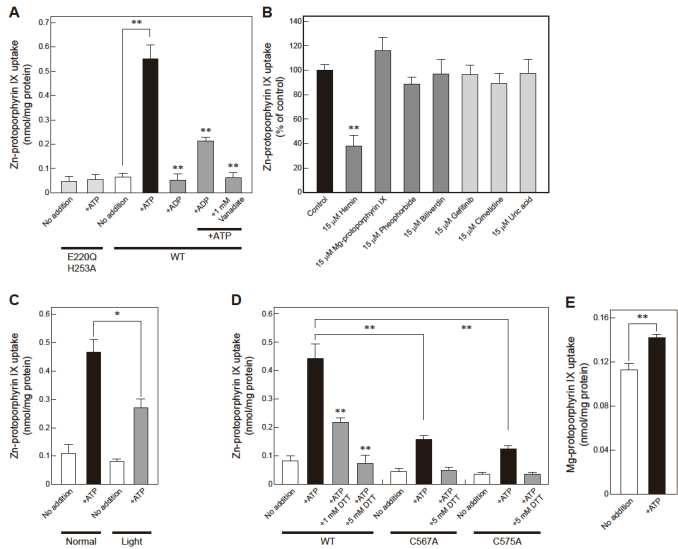 A
Zn-protoporphyrin IX uptake
(nmol/mg protein)
0.7
0.6
0.5
0.4
0.3
0.2
0.1
0
**
**
**
**
No addition
+ATP
No addition
+ATP
+ADP
+ADP
+1 mM
Vanadate
+ATP
E220Q
H253A
WT
B
Zn-protoporphyrin IX uptake
(% of control)
140
120
100
80
60
40
20
0
**
Control
15 μM Hemin
15 μM Mg-protoporphyrin IX
15 μM Pheophorbide
15 μM Biliverdin
15 μM Gefitinib
15 μM Cimetidine
15 μM Uric acid
C
Zn-protoporphyrin IX uptake
(nmol/mg protein)
0.6
0.5
0.4
0.3
0.2
0.1
0
*
No addition
+ATP
No addition
+ATP
Normal
Light
D
Zn-protoporphyrin IX uptake
(nmol/mg protein)
0.6
0.5
0.4
0.3
0.2
0.1
0
**
**
**
**
No addition
+ATP
+ATP
+1 mM DTT
+ATP
+5 mM DTT
No addition
+ATP
+ATP
+5 mM DTT
No addition
+ATP
+ATP
+5 mM DTT
WT
C567A
C575A
E
Mg-protoporphyrin IX uptake
(nmol/mg protein)
0.16
0.12
0.08
0.04
0
**
No addition
+ATP